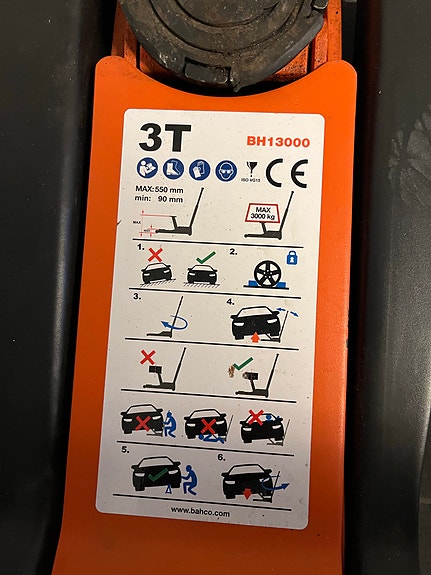 3T
BH13000
ISO VG15
CE
MAX: 550 mm
min: 90 mm
MAX
3000 kg
MAX
1.
2.
3.
4.
5.
6.
www.bahco.com